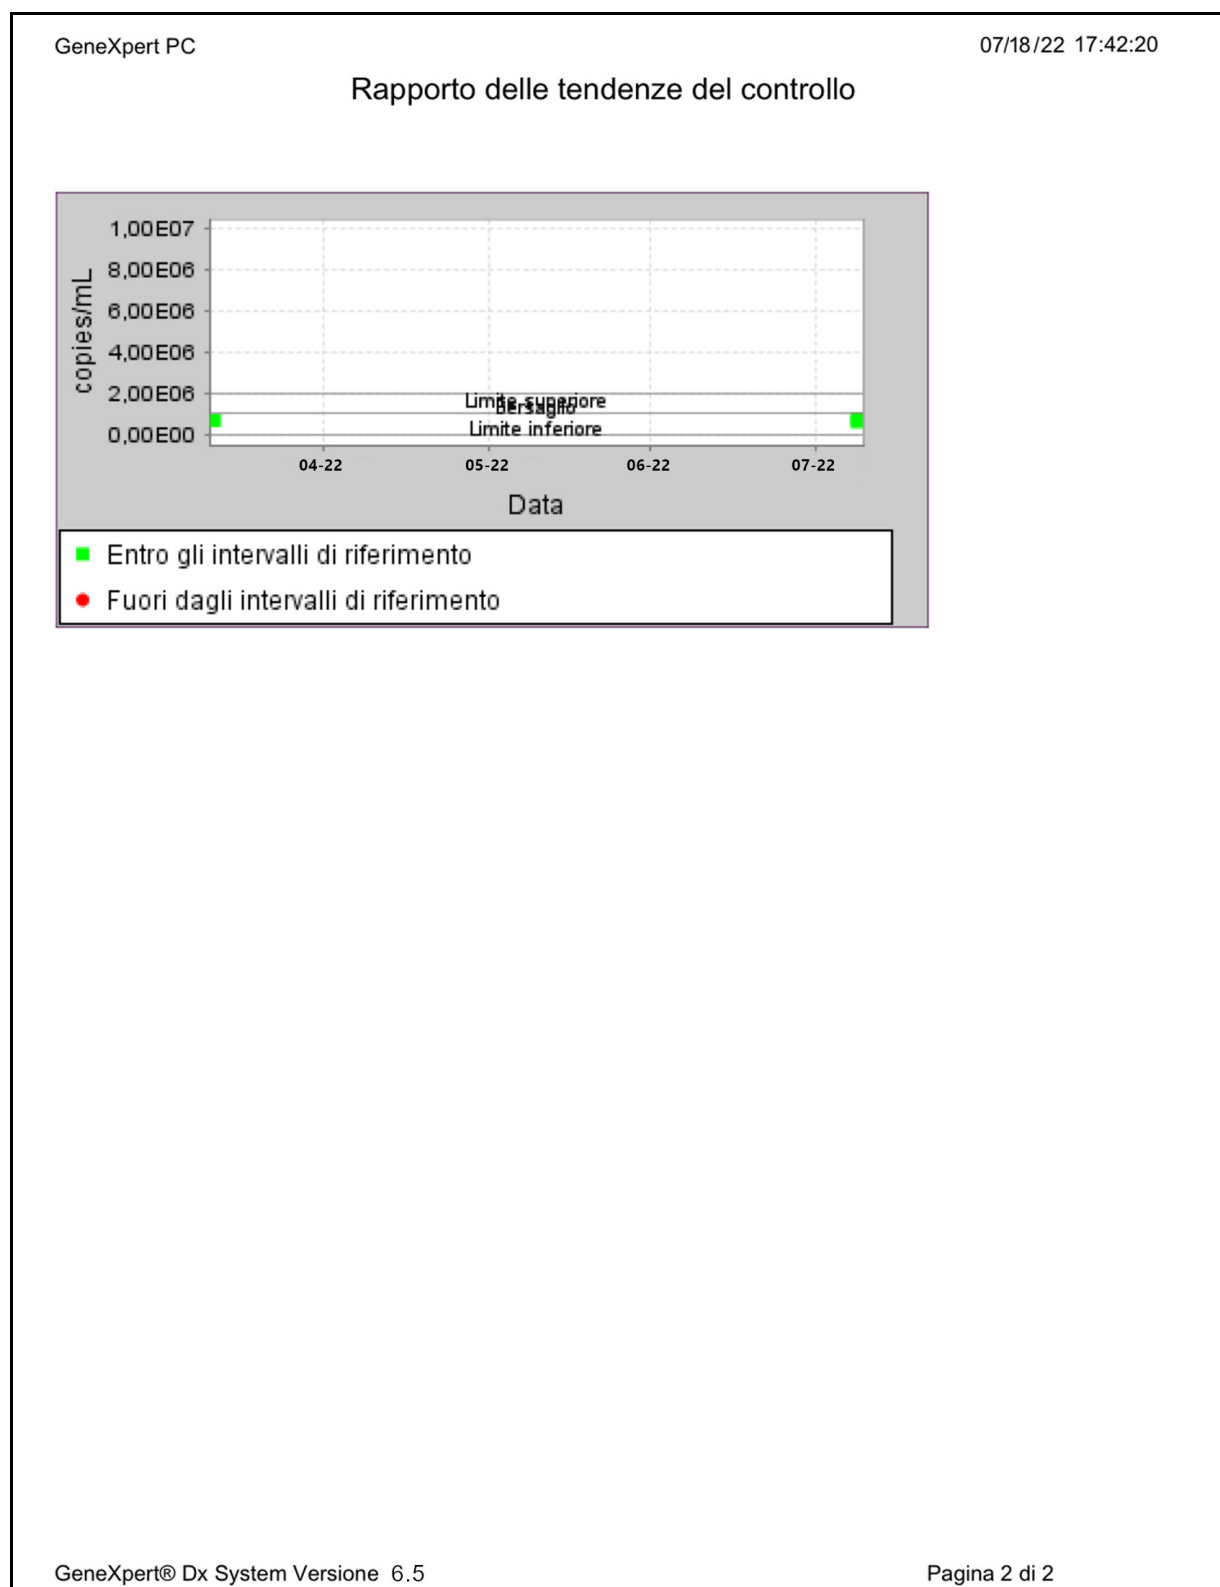 GeneXpert PC 07/18/22 17:42:20
Rapporto delle tendenze del controllo
copies/mL
1,00E07
8,00E06
6,00E06
4,00E06
2,00E06
0,00E00
Limite superiore
Bersaglio
Limite inferiore
04-22 05-22 06-22 07-22
Data
Entro gli intervalli di riferimento
Fuori dagli intervalli di riferimento
GeneXpert® Dx System Versione 6.5 Pagina 2 di 2